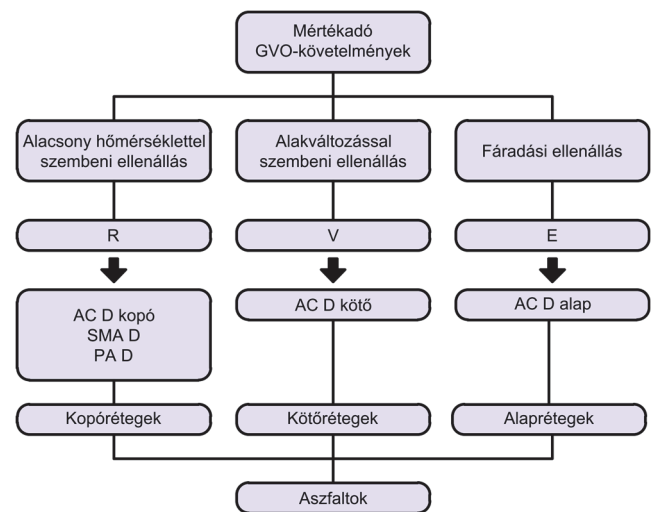 Mértékadó
GVO-követelmények
Alacsony hőmérséklettel
szembeni ellenállás
Alakváltozással
szembeni ellenállás
Fáradási ellenállás
R
V
E
AC D kopó
SMA D
PA D
AC D kötő
AC D alap
Kopórétegek
Kötőrétegek
Alaprétegek
Aszfaltok